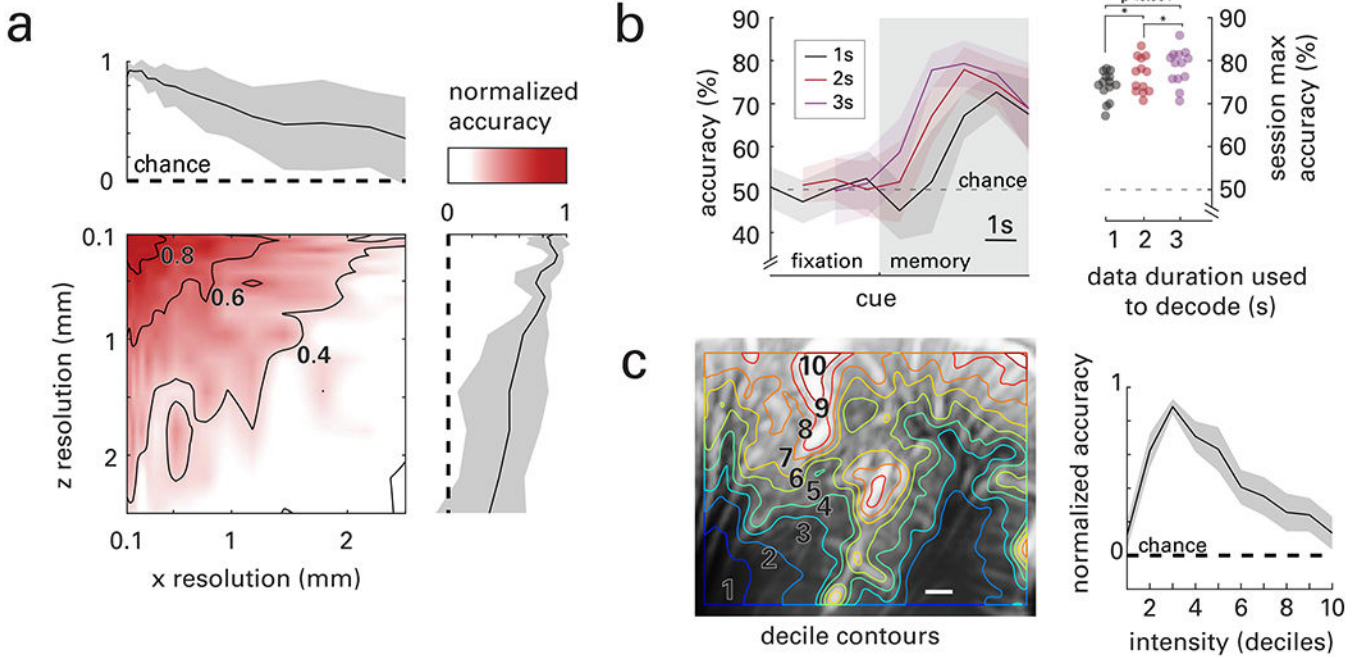 a
1
0
chance
normalized
accuracy
0 1
0.1
1
2
z resolution (mm)
0.8
0.6
0.4
0.1 1 2
x resolution (mm)
b
90
80
70
60
50
40
accuracy (%)
1s
2s
3s
chance
1s
fixation memory
cue
* *
90
80
70
50
session max
accuracy (%)
1 2 3
data duration used
to decode (s)
c
10
9
8
7
6
5
4
3
2
1
decile contours
1
0
normalized accuracy
chance
2 4 6 8 10
intensity (deciles)